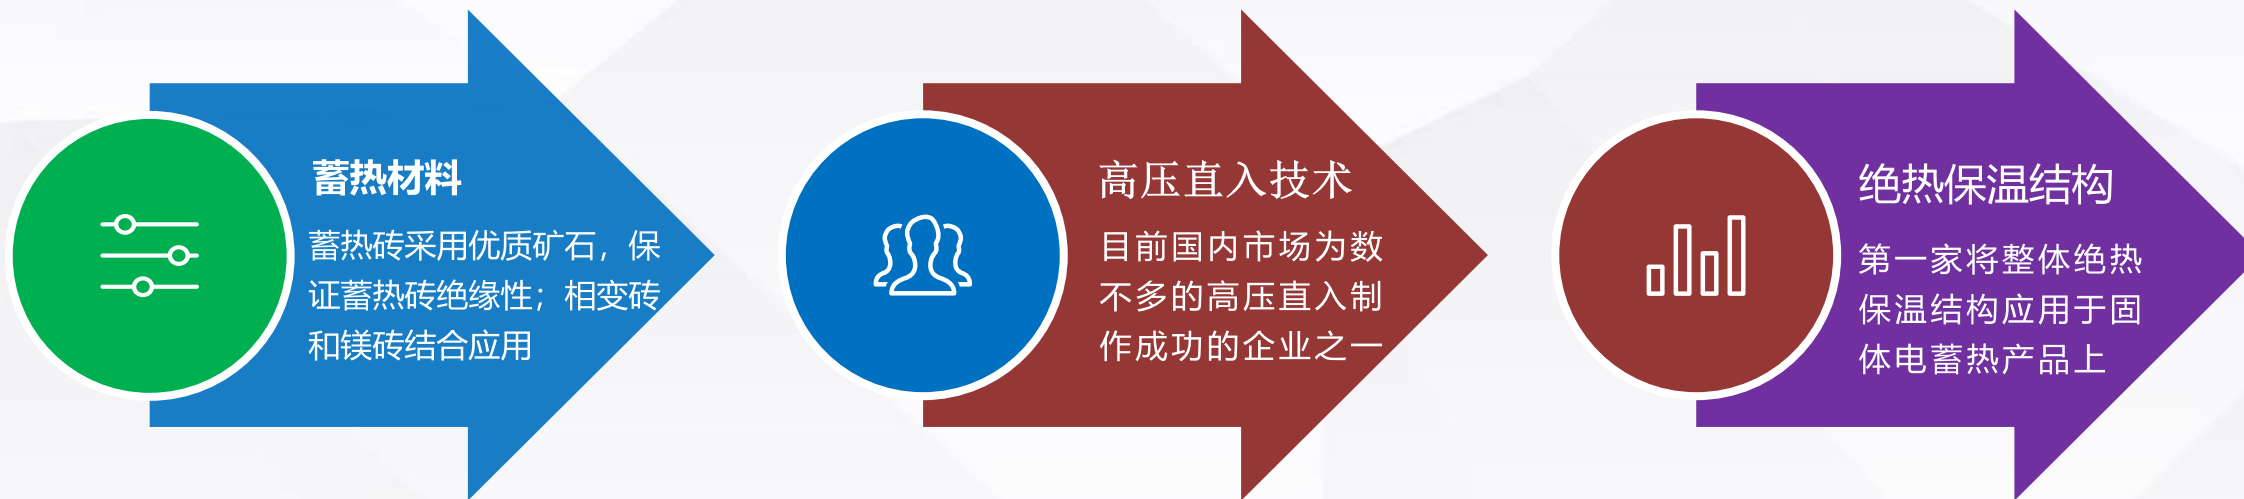 蓄热材料
蓄热砖采用优质矿石，保
证蓄热砖绝缘性；相变砖
和镁砖结合应用
高压直入技术
目前国内市场为数
不多的高压直入制
作成功的企业之一
绝热保温结构
第一家将整体绝热
保温结构应用于固
体电蓄热产品上